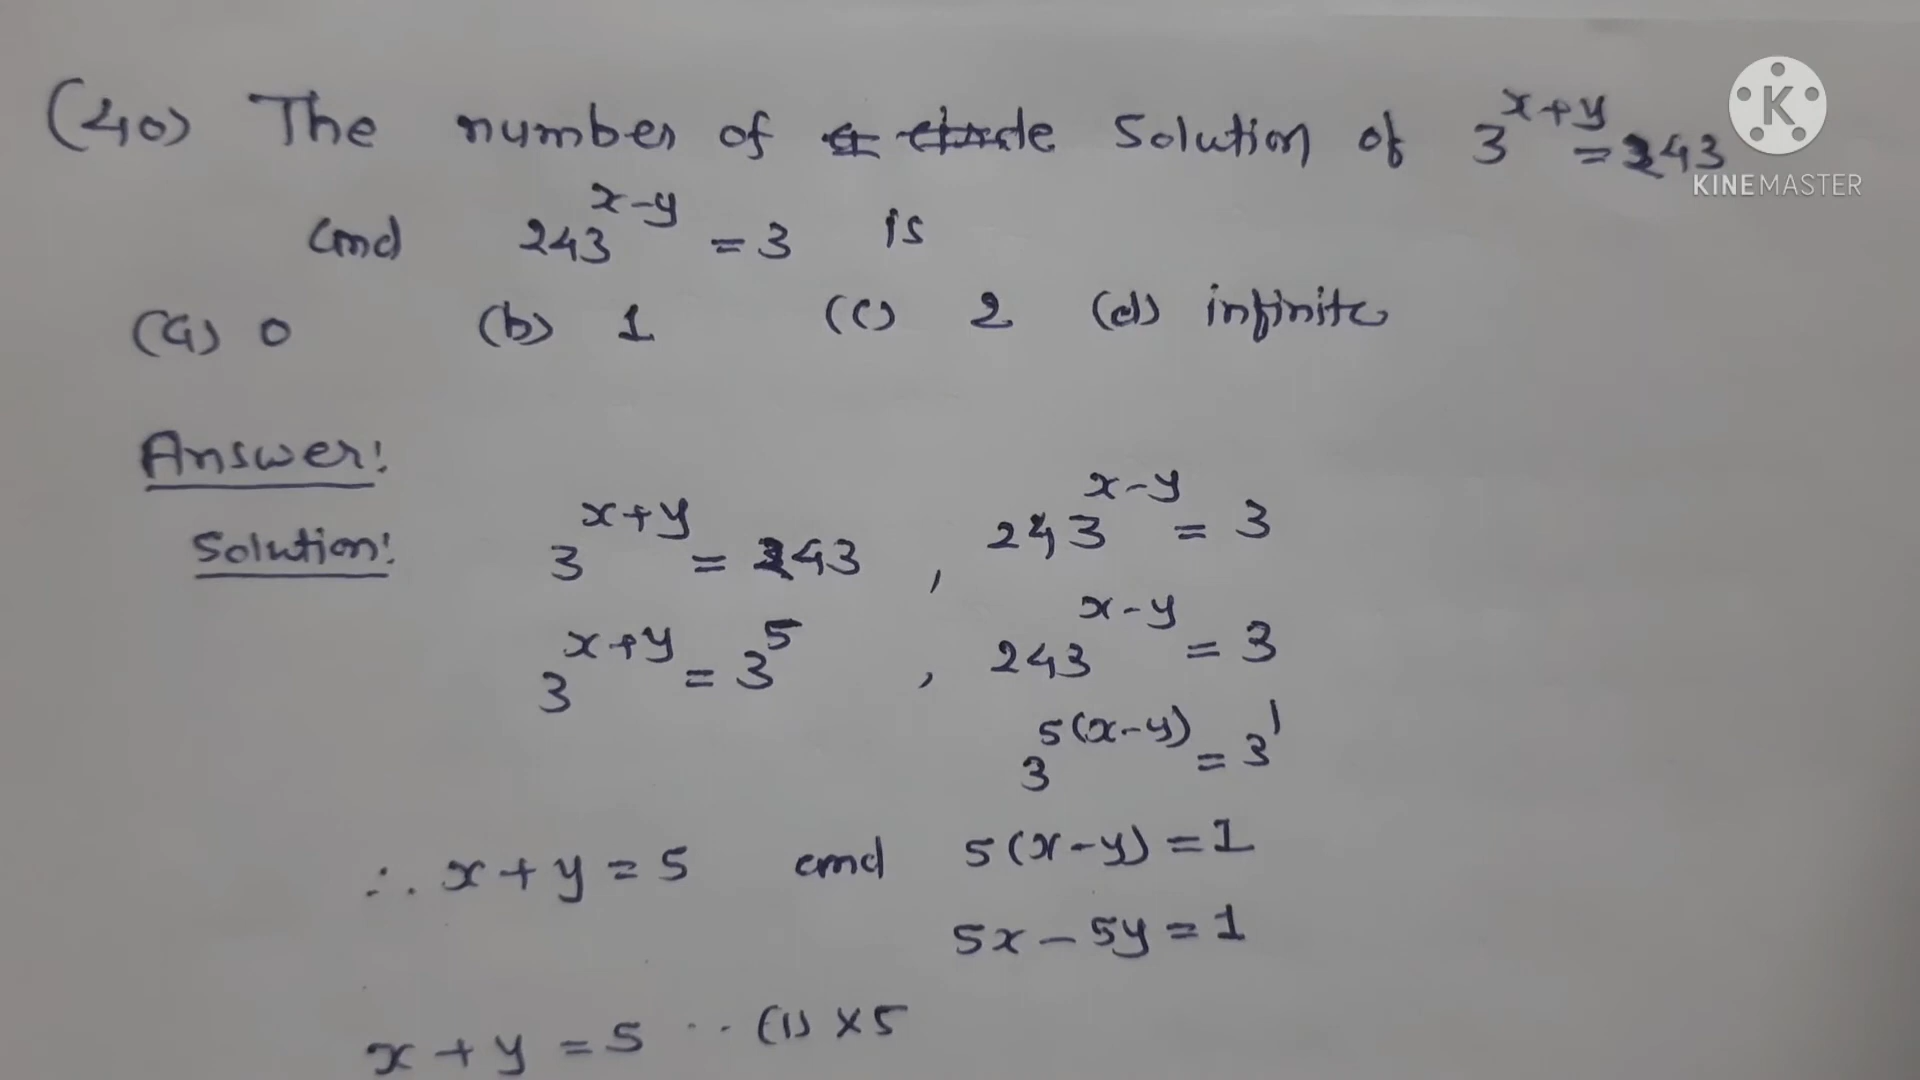 (40) The number of solution of 3^{x+y} = 243
and 243^{x-y} = 3 is
(a) 0 (b) 1 (c) 2 (d) infinite
Answer:
Solution: 3^{x+y} = 243 , 243^{x-y} = 3
3^{x+y} = 3^5 , 243^{x-y} = 3
3^{5(x-y)} = 3^1
∴. x + y = 5 and 5(x-y) = 1
5x - 5y = 1
x + y = 5 ... (1) × 5
K
KINEMASTER